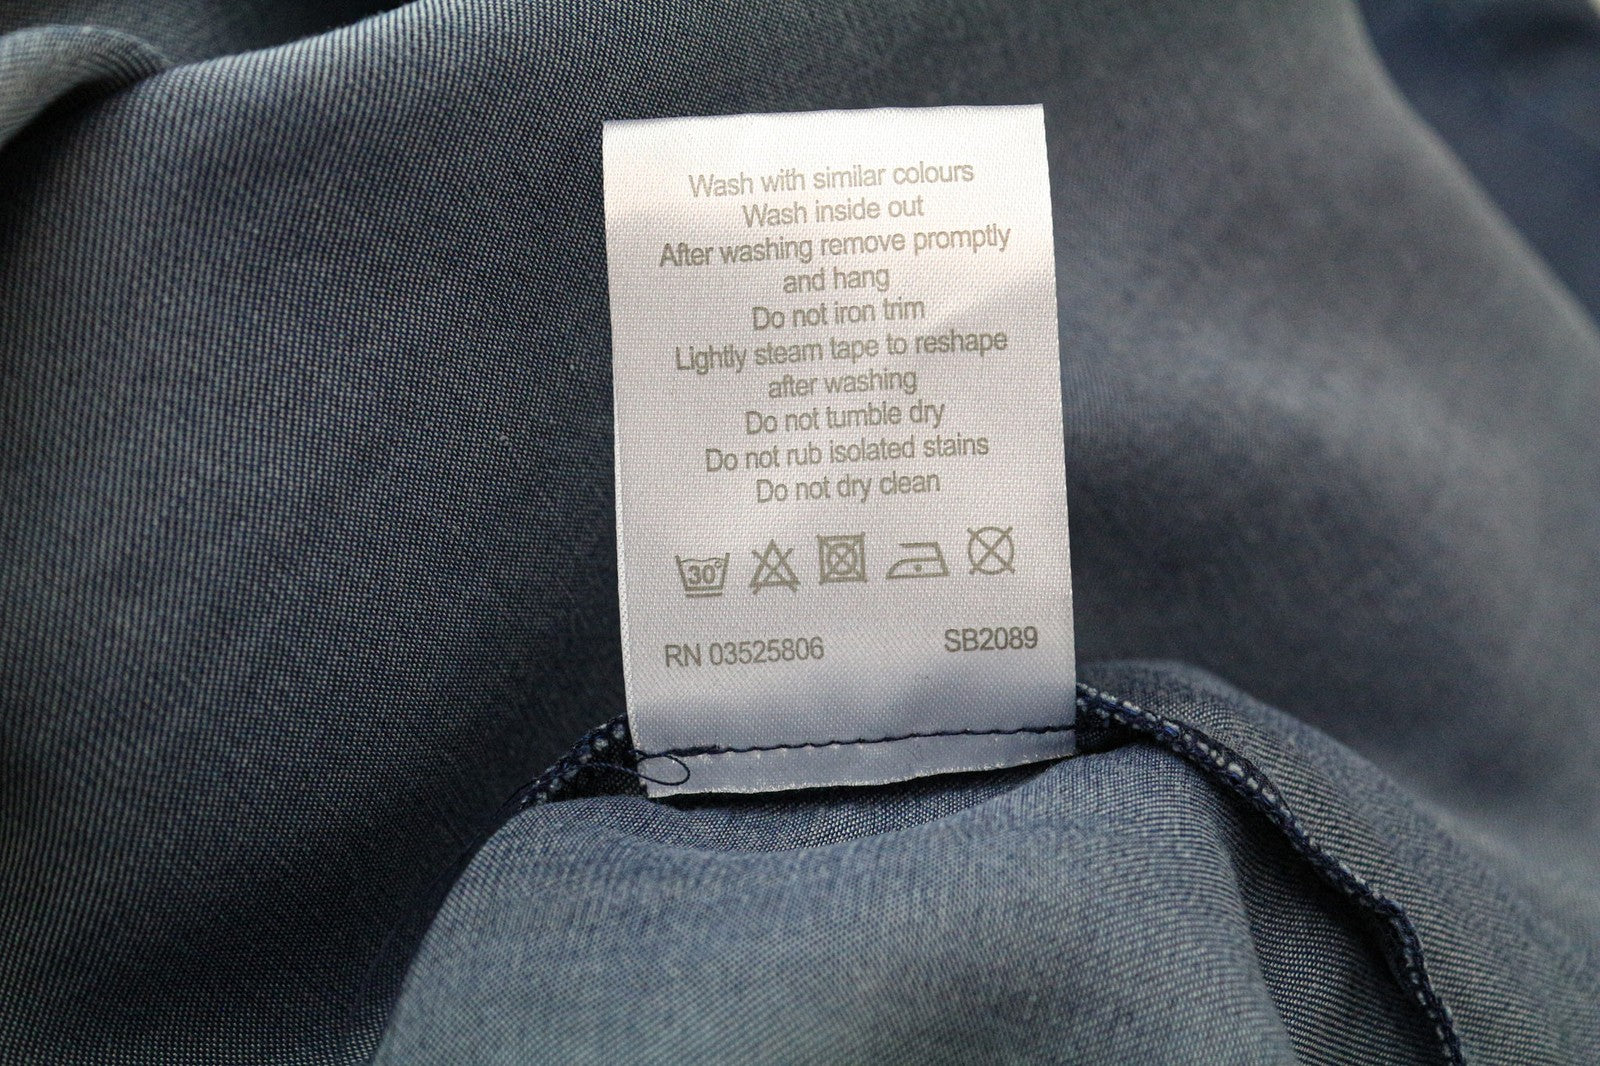 Wash with similar colours
Wash inside out
After washing remove promptly
and hang
Do not iron trim
Lightly steam tape to reshape
after washing
Do not tumble dry
Do not rub isolated stains
Do not dry clean
30°
RN 03525806 SB2089